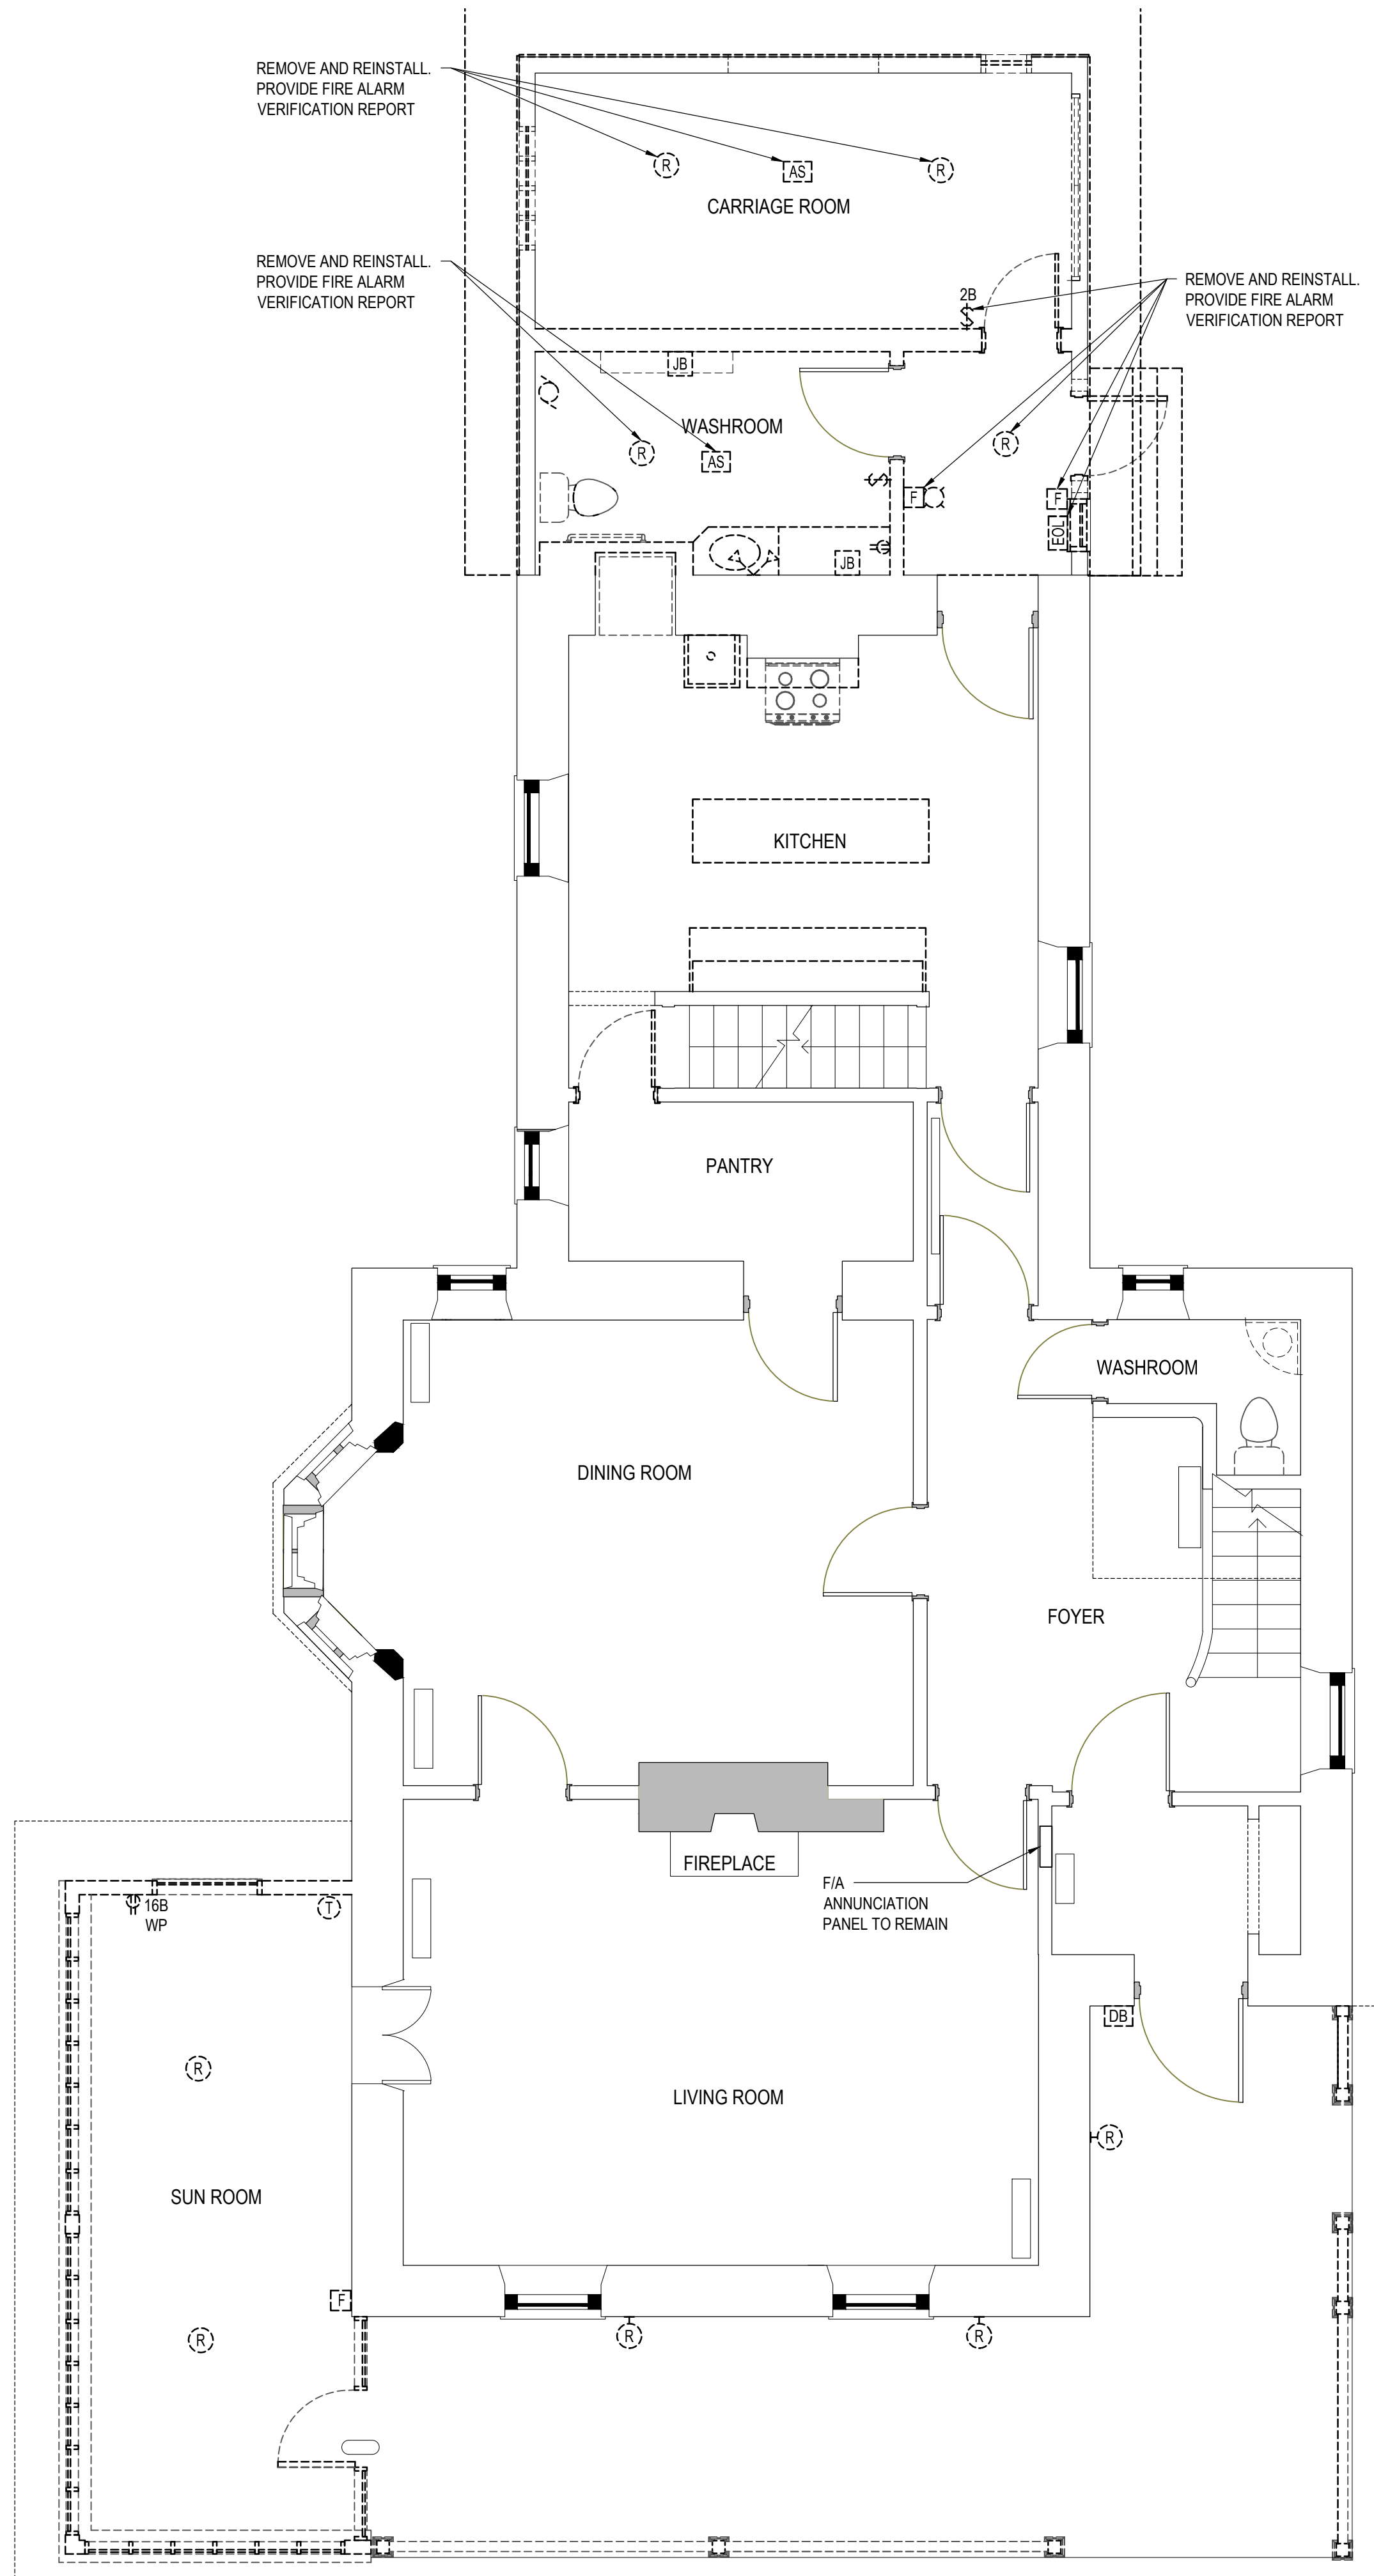 REMOVE AND REINSTALL.
PROVIDE FIRE ALARM
VERIFICATION REPORT
R
AS
R
CARRIAGE ROOM
REMOVE AND REINSTALL.
PROVIDE FIRE ALARM
VERIFICATION REPORT
2B
REMOVE AND REINSTALL.
PROVIDE FIRE ALARM
VERIFICATION REPORT
JB
WASHROOM
R
AS
R
F
F
EOL
JB
KITCHEN
PANTRY
WASHROOM
DINING ROOM
FOYER
FIREPLACE
F/A
ANNUNCIATION
PANEL TO REMAIN
16B
WP
T
DB
R
LIVING ROOM
R
SUN ROOM
F
R
R
R